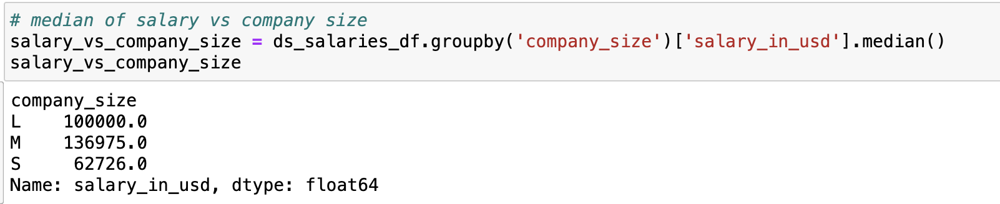 # median of salary vs company size
salary_vs_company_size = ds_salaries_df.groupby('company_size')['salary_in_usd'].median()
salary_vs_company_size
company_size
L    100000.0
M    136975.0
S     62726.0
Name: salary_in_usd, dtype: float64